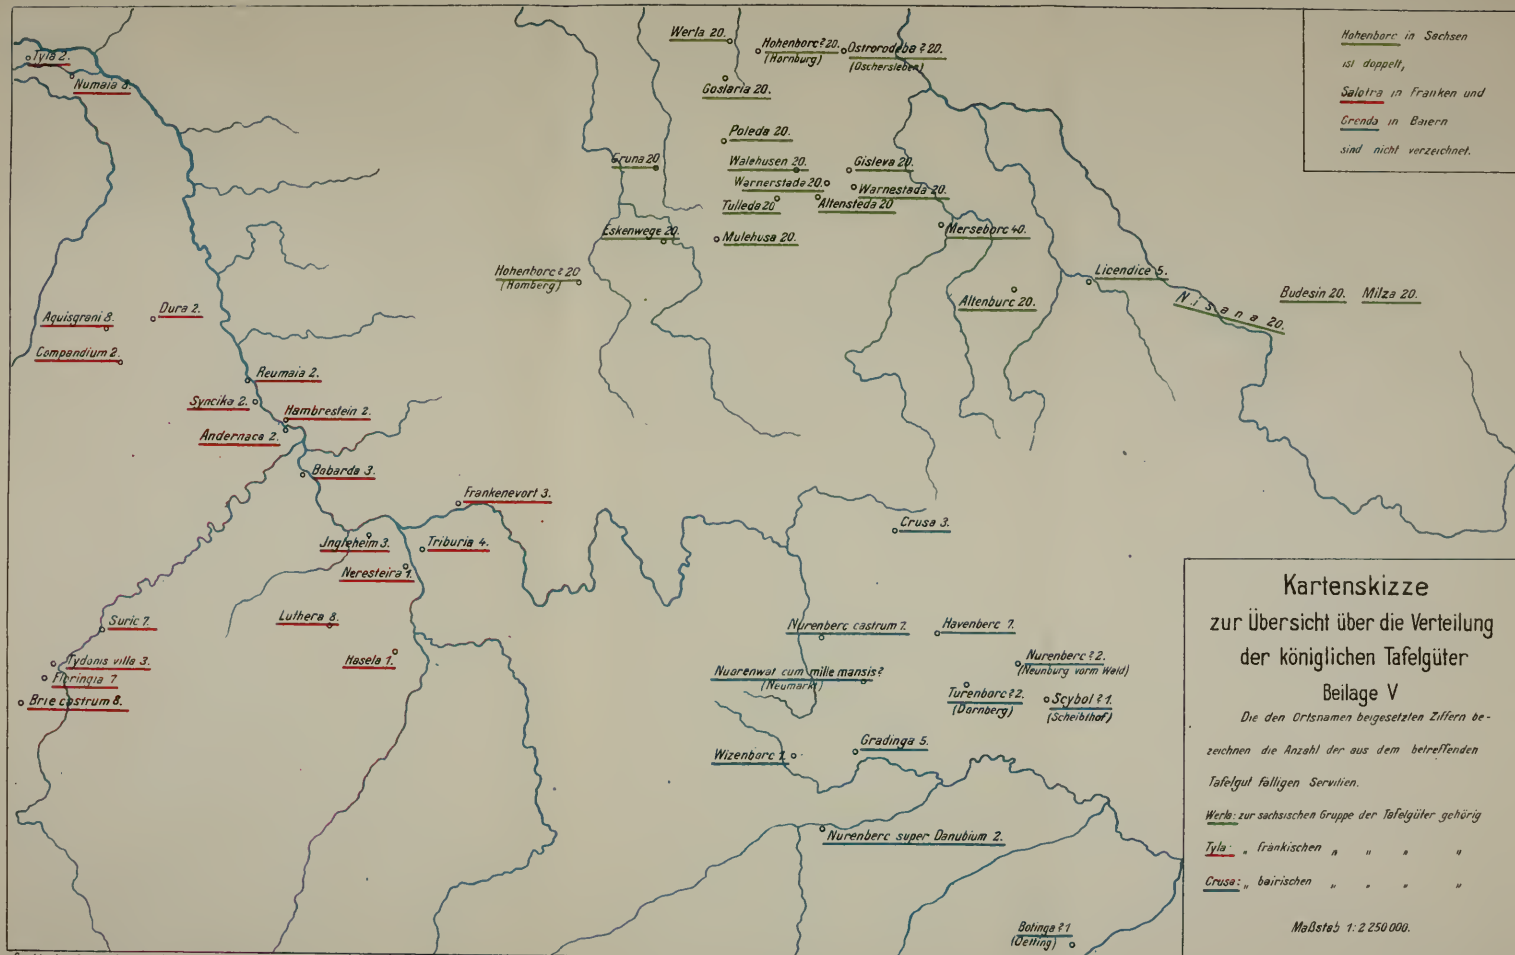 Werla 20.
Hohenborc? 20.
(Hornburg)
Ostrorodeba? 20.
(Oschersleben)
Goslaria 20.
Poleda 20.
Gruna 20
Walehusen 20.
Gisleva 20.
Warnerstada 20.
Warnestada 20.
Tulleda 20
Altensteda 20
Eskenwege 20.
Mulehusa 20.
Merseborc 40.
Hohenborc? 20
(Homberg)
Altenburc 20.
Licendice 5.
Nisana 20.
Budesin 20.
Milza 20.
Tyla 2.
Numaia 8.
Aquisgrani 8.
Dura 2.
Compandium 2.
Reumaia 2.
Syncika 2.
Hambrestein 2.
Andernaca 2.
Bobarda 3.
Frankenevort 3.
Jngleheim 3.
Triburia 4.
Neresteira 1.
Luthera 8.
Suric 7.
Hasela 1.
Tydonis villa 3.
Floringia 7
Brie castrum 8.
Crusa 3.
Nurenberc castrum 7.
Havenberc 7.
Nuorenwat cum mille mansis?
(Neumarkt)
Nurenberc? 2.
(Neunburg vorm Wald)
Turenborc? 2.
(Dornberg)
Scybol? 1.
(Scheiblhof)
Wizenborc 7.
Gradinga 5.
Nurenberc super Danubium 2.
Botinga? 1
(Oetting)
Hohenborc in Sachsen
ist doppelt,
Salotra in Franken und
Grenda in Baiern
sind nicht verzeichnet.
Kartenskizze
zur Übersicht über die Verteilung
der königlichen Tafelgüter
Beilage V
Die den Ortsnamen beigesetzten Ziffern be-
zeichnen die Anzahl der aus dem betreffenden
Tafelgut fälligen Servitien.
Werla: zur sächsischen Gruppe der Tafelgüter gehörig
Tyla: „ fränkischen „ „ „ „
Crusa: „ bairischen „ „ „ „
Maßstab 1:2 250 000.